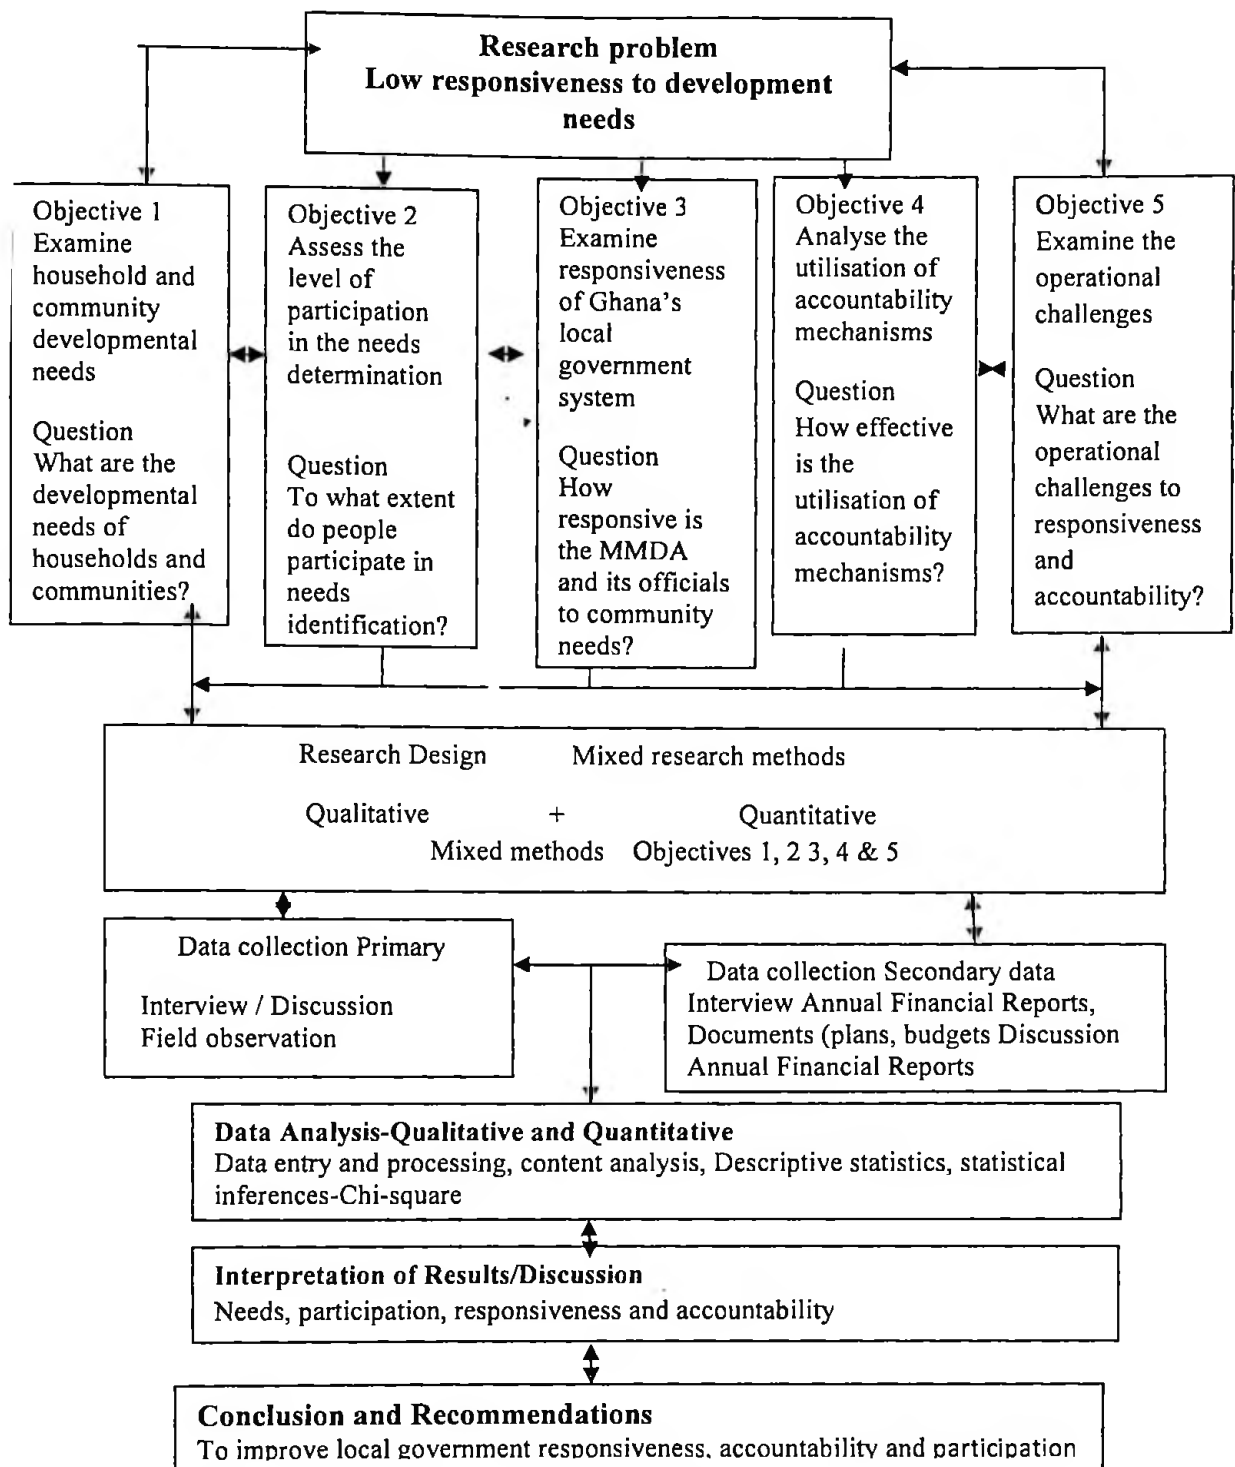 Research problem
Low responsiveness to development
needs
Objective 1
Examine
household and
community
developmental
needs
Question
What are the
developmental
needs of
households and
communities?
Objective 2
Assess the
level of
participation
in the needs
determination
Question
To what extent
do people
participate in
needs
identification?
Objective 3
Examine
responsiveness
of Ghana's
local
government
system
Question
How
responsive is
the MMDA
and its officials
to community
needs?
Objective 4
Analyse the
utilisation of
accountability
mechanisms
Question
How effective
is the
utilisation of
accountability
mechanisms?
Objective 5
Examine the
operational
challenges
Question
What are the
operational
challenges to
responsiveness
and
accountability?
Research Design Mixed research methods
Qualitative + Quantitative
Mixed methods Objectives 1, 2 3, 4 & 5
Data collection Primary
Interview / Discussion
Field observation
Data collection Secondary data
Interview Annual Financial Reports,
Documents (plans, budgets Discussion
Annual Financial Reports
Data Analysis-Qualitative and Quantitative
Data entry and processing, content analysis, Descriptive statistics, statistical
inferences-Chi-square
Interpretation of Results/Discussion
Needs, participation, responsiveness and accountability
Conclusion and Recommendations
To improve local government responsiveness, accountability and participation